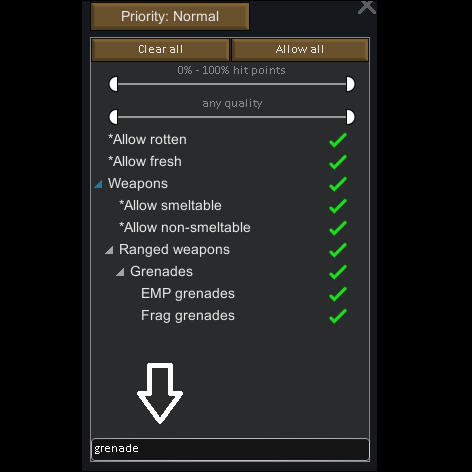 Priority: Normal
Clear all
Allow all
0% - 100% hit points
any quality
*Allow rotten
*Allow fresh
Weapons
*Allow smeltable
*Allow non-smeltable
Ranged weapons
Grenades
EMP grenades
Frag grenades
grenade